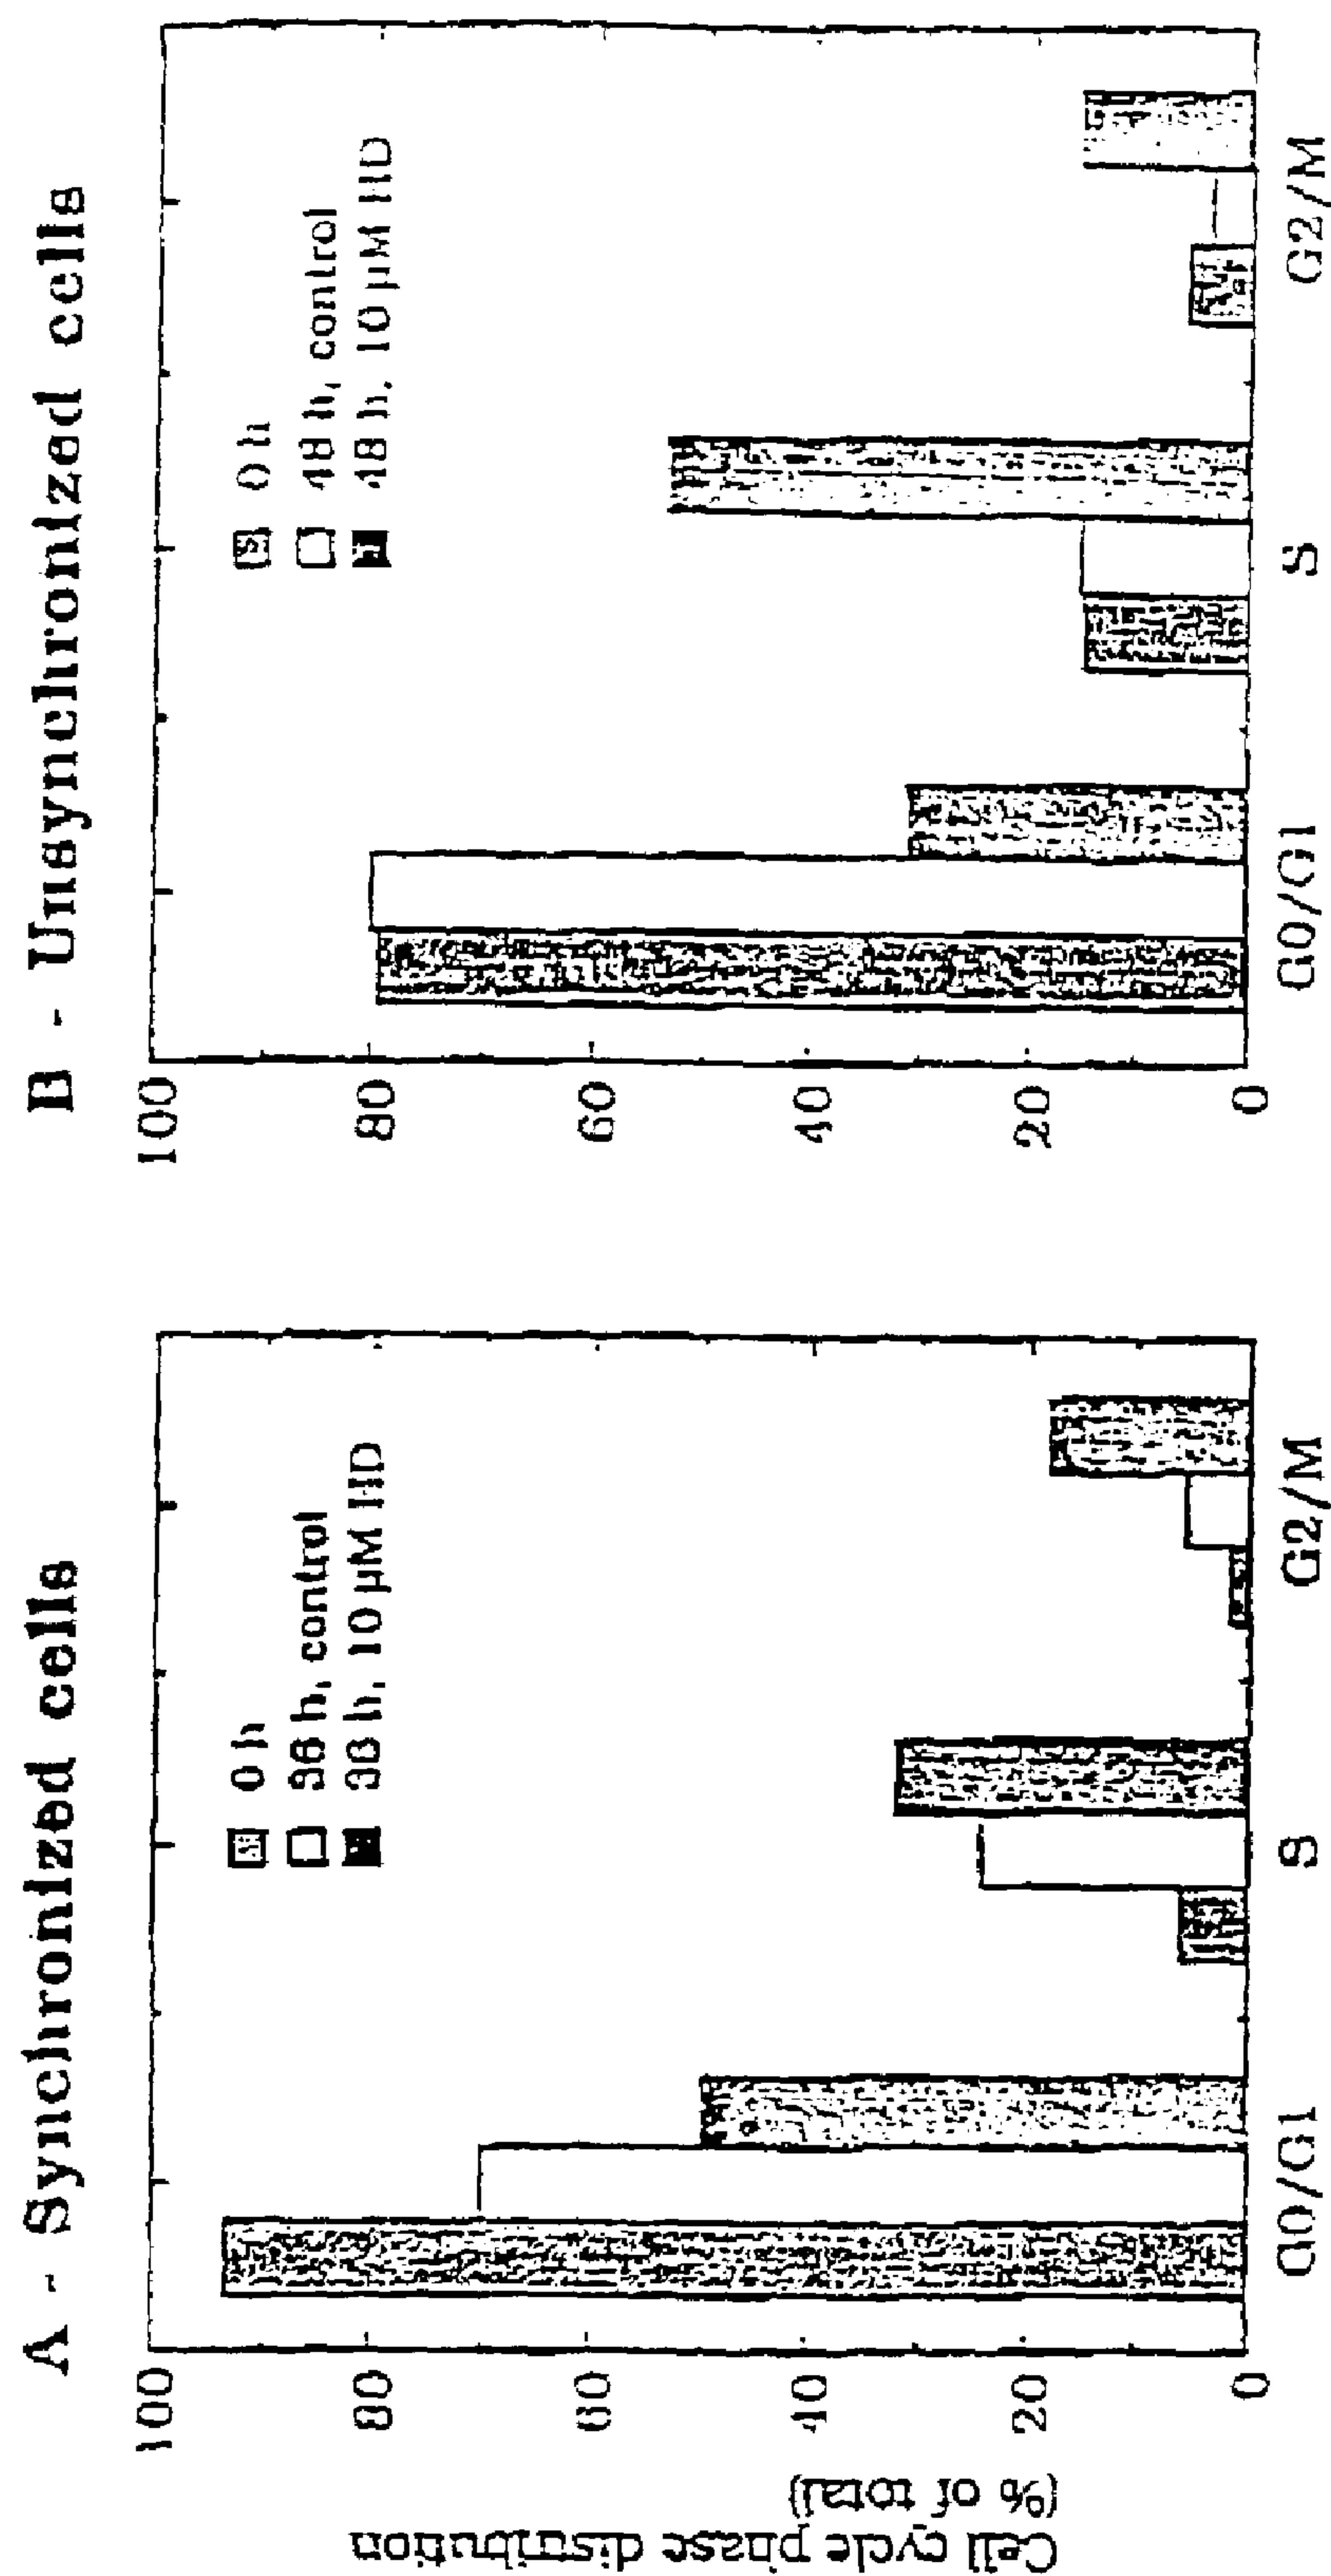 A - Synchronized cells
Cell cycle phase distribution
(% of total)
100
80
60
40
20
0
0 h
36 h, control
36 h, 10 µM HD
G0/G1
S
G2/M
B - Unsynchronized cells
100
80
60
40
20
0
0 h
48 h, control
48 h, 10 µM HD
G0/G1
S
G2/M